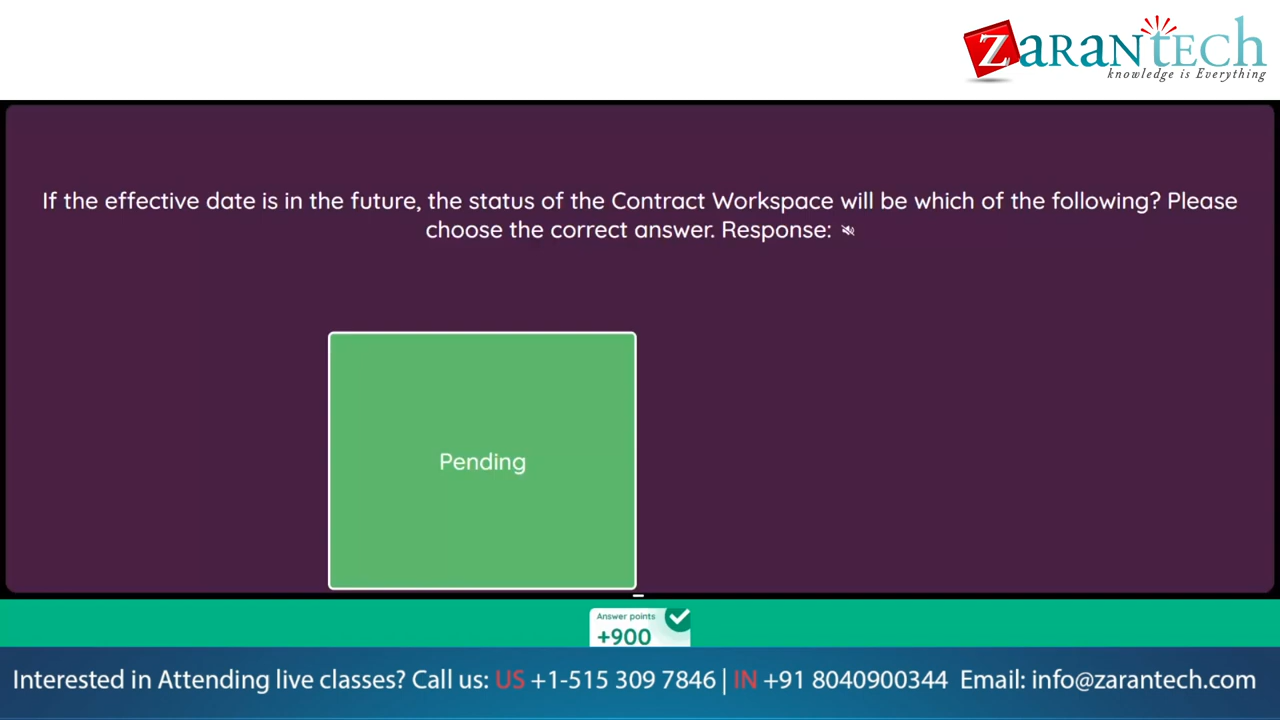 ZARANTECH
knowledge is Everything
If the effective date is in the future, the status of the Contract Workspace will be which of the following? Please
choose the correct answer. Response:
Pending
Answer points
+900
Interested in Attending live classes? Call us: US +1-515 309 7846 | IN +91 8040900344 Email: info@zarantech.com